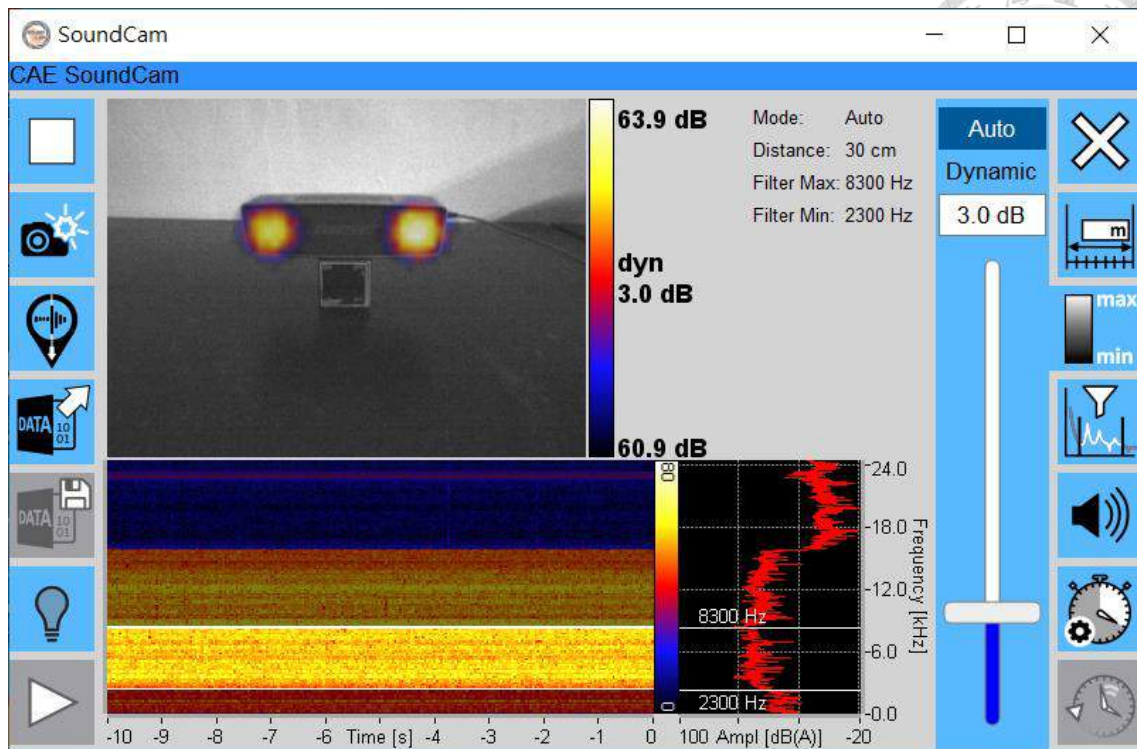 SoundCam
CAE SoundCam
63.9 dB
dyn
3.0 dB
60.9 dB
Mode: Auto
Distance: 30 cm
Filter Max: 8300 Hz
Filter Min: 2300 Hz
Auto
Dynamic
3.0 dB
m
max
min
DATA 10
01
DATA 10
01
80
0
8300 Hz
2300 Hz
24.0
18.0
12.0
6.0
0.0
Frequency [kHz]
-10 -9 -8 -7 -6 Time [s] -4 -3 -2 -1 0
100 Ampl [dB(A)] -20